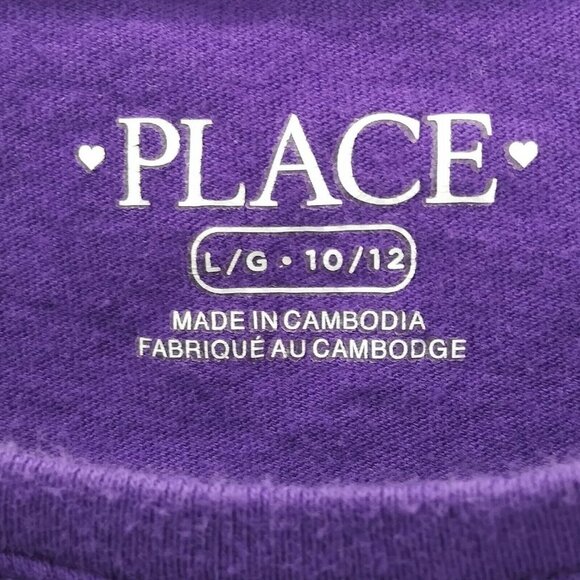 PLACE
L/G • 10/12
MADE IN CAMBODIA
FABRIQUÉ AU CAMBODGE